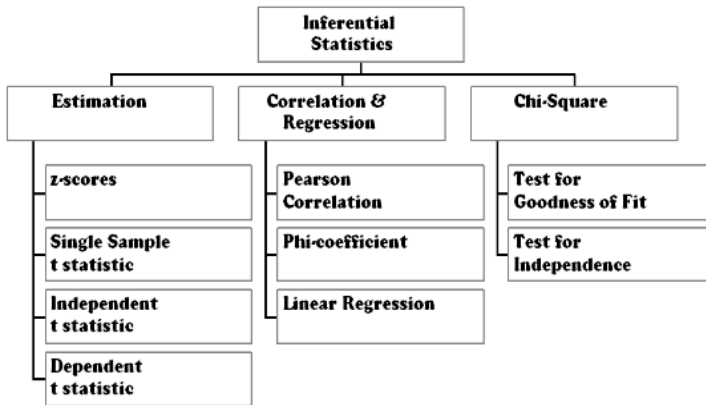 Inferential
Statistics
Estimation
Correlation &
Regression
Chi-Square
z-scores
Single Sample
t statistic
Independent
t statistic
Dependent
t statistic
Pearson
Correlation
Phi-coefficient
Linear Regression
Test for
Goodness of Fit
Test for
Independence